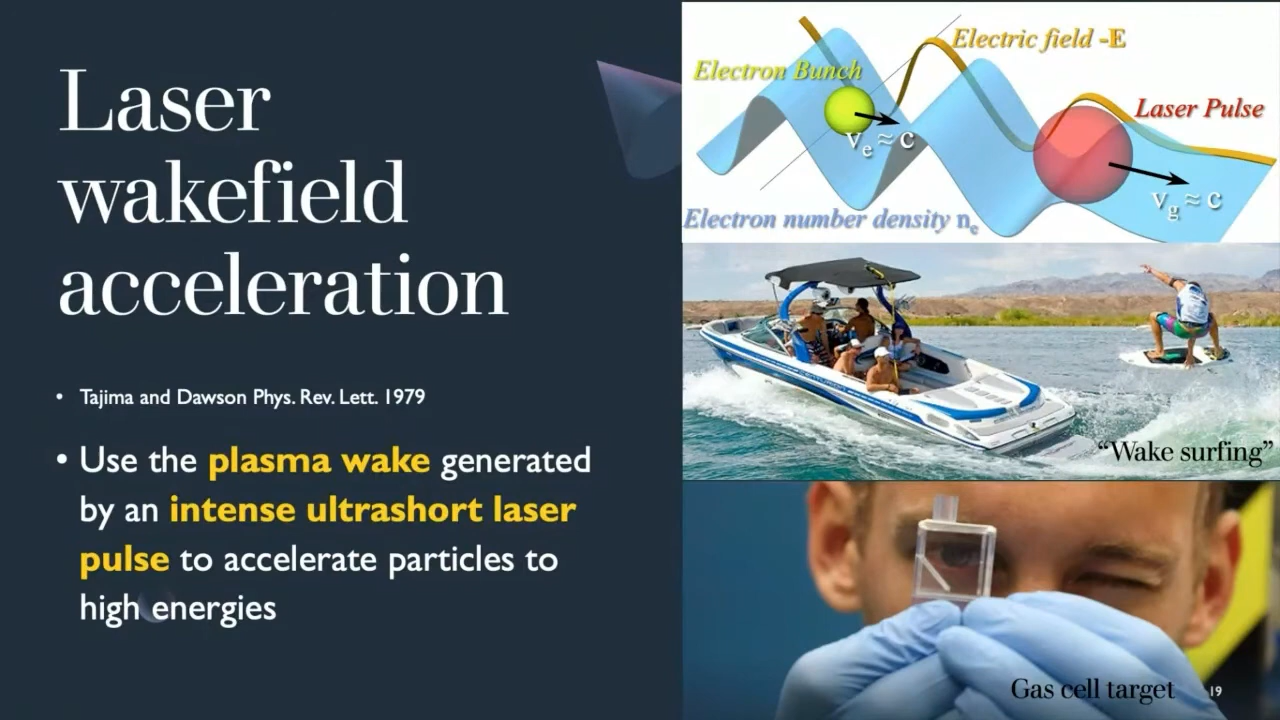 Laser
wakefield
acceleration
• Tajima and Dawson Phys. Rev. Lett. 1979
• Use the plasma wake generated
by an intense ultrashort laser
pulse to accelerate particles to
high energies
Electric field -E
Electron Bunch
Laser Pulse
vₑ ≈ c
v_g ≈ c
Electron number density nₑ
“Wake surfing”
Gas cell target
19